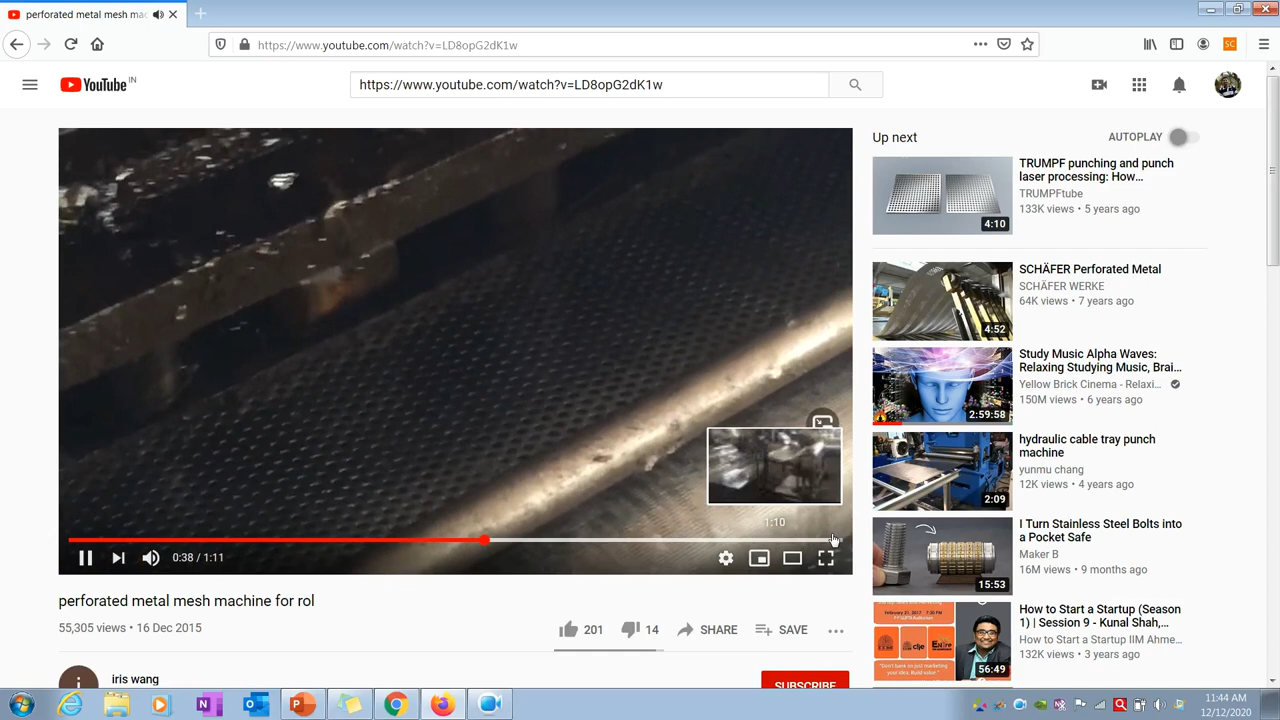 perforated metal mesh mac
https://www.youtube.com/watch?v=LD8opG2dK1w
SC
YouTube IN
https://www.youtube.com/watch?v=LD8opG2dK1w
Up next
AUTOPLAY
TRUMPF punching and punch
laser processing: How...
TRUMPFtube
133K views • 5 years ago
4:10
SCHÄFER Perforated Metal
SCHÄFER WERKE
64K views • 7 years ago
4:52
Study Music Alpha Waves:
Relaxing Studying Music, Brai...
Yellow Brick Cinema - Relaxi...
150M views • 6 years ago
2:59:58
hydraulic cable tray punch
machine
yunmu chang
12K views • 4 years ago
2:09
I Turn Stainless Steel Bolts into
a Pocket Safe
Maker B
16M views • 9 months ago
15:53
How to Start a Startup (Season
1) | Session 9 - Kunal Shah,...
How to Start a Startup IIM Ahme...
132K views • 3 years ago
56:49
1:10
0:38 / 1:11
perforated metal mesh machine for rol
55,305 views • 16 Dec 2015
201
14
SHARE
SAVE
iris wang
SUBSCRIBE
11:44 AM
12/12/2020